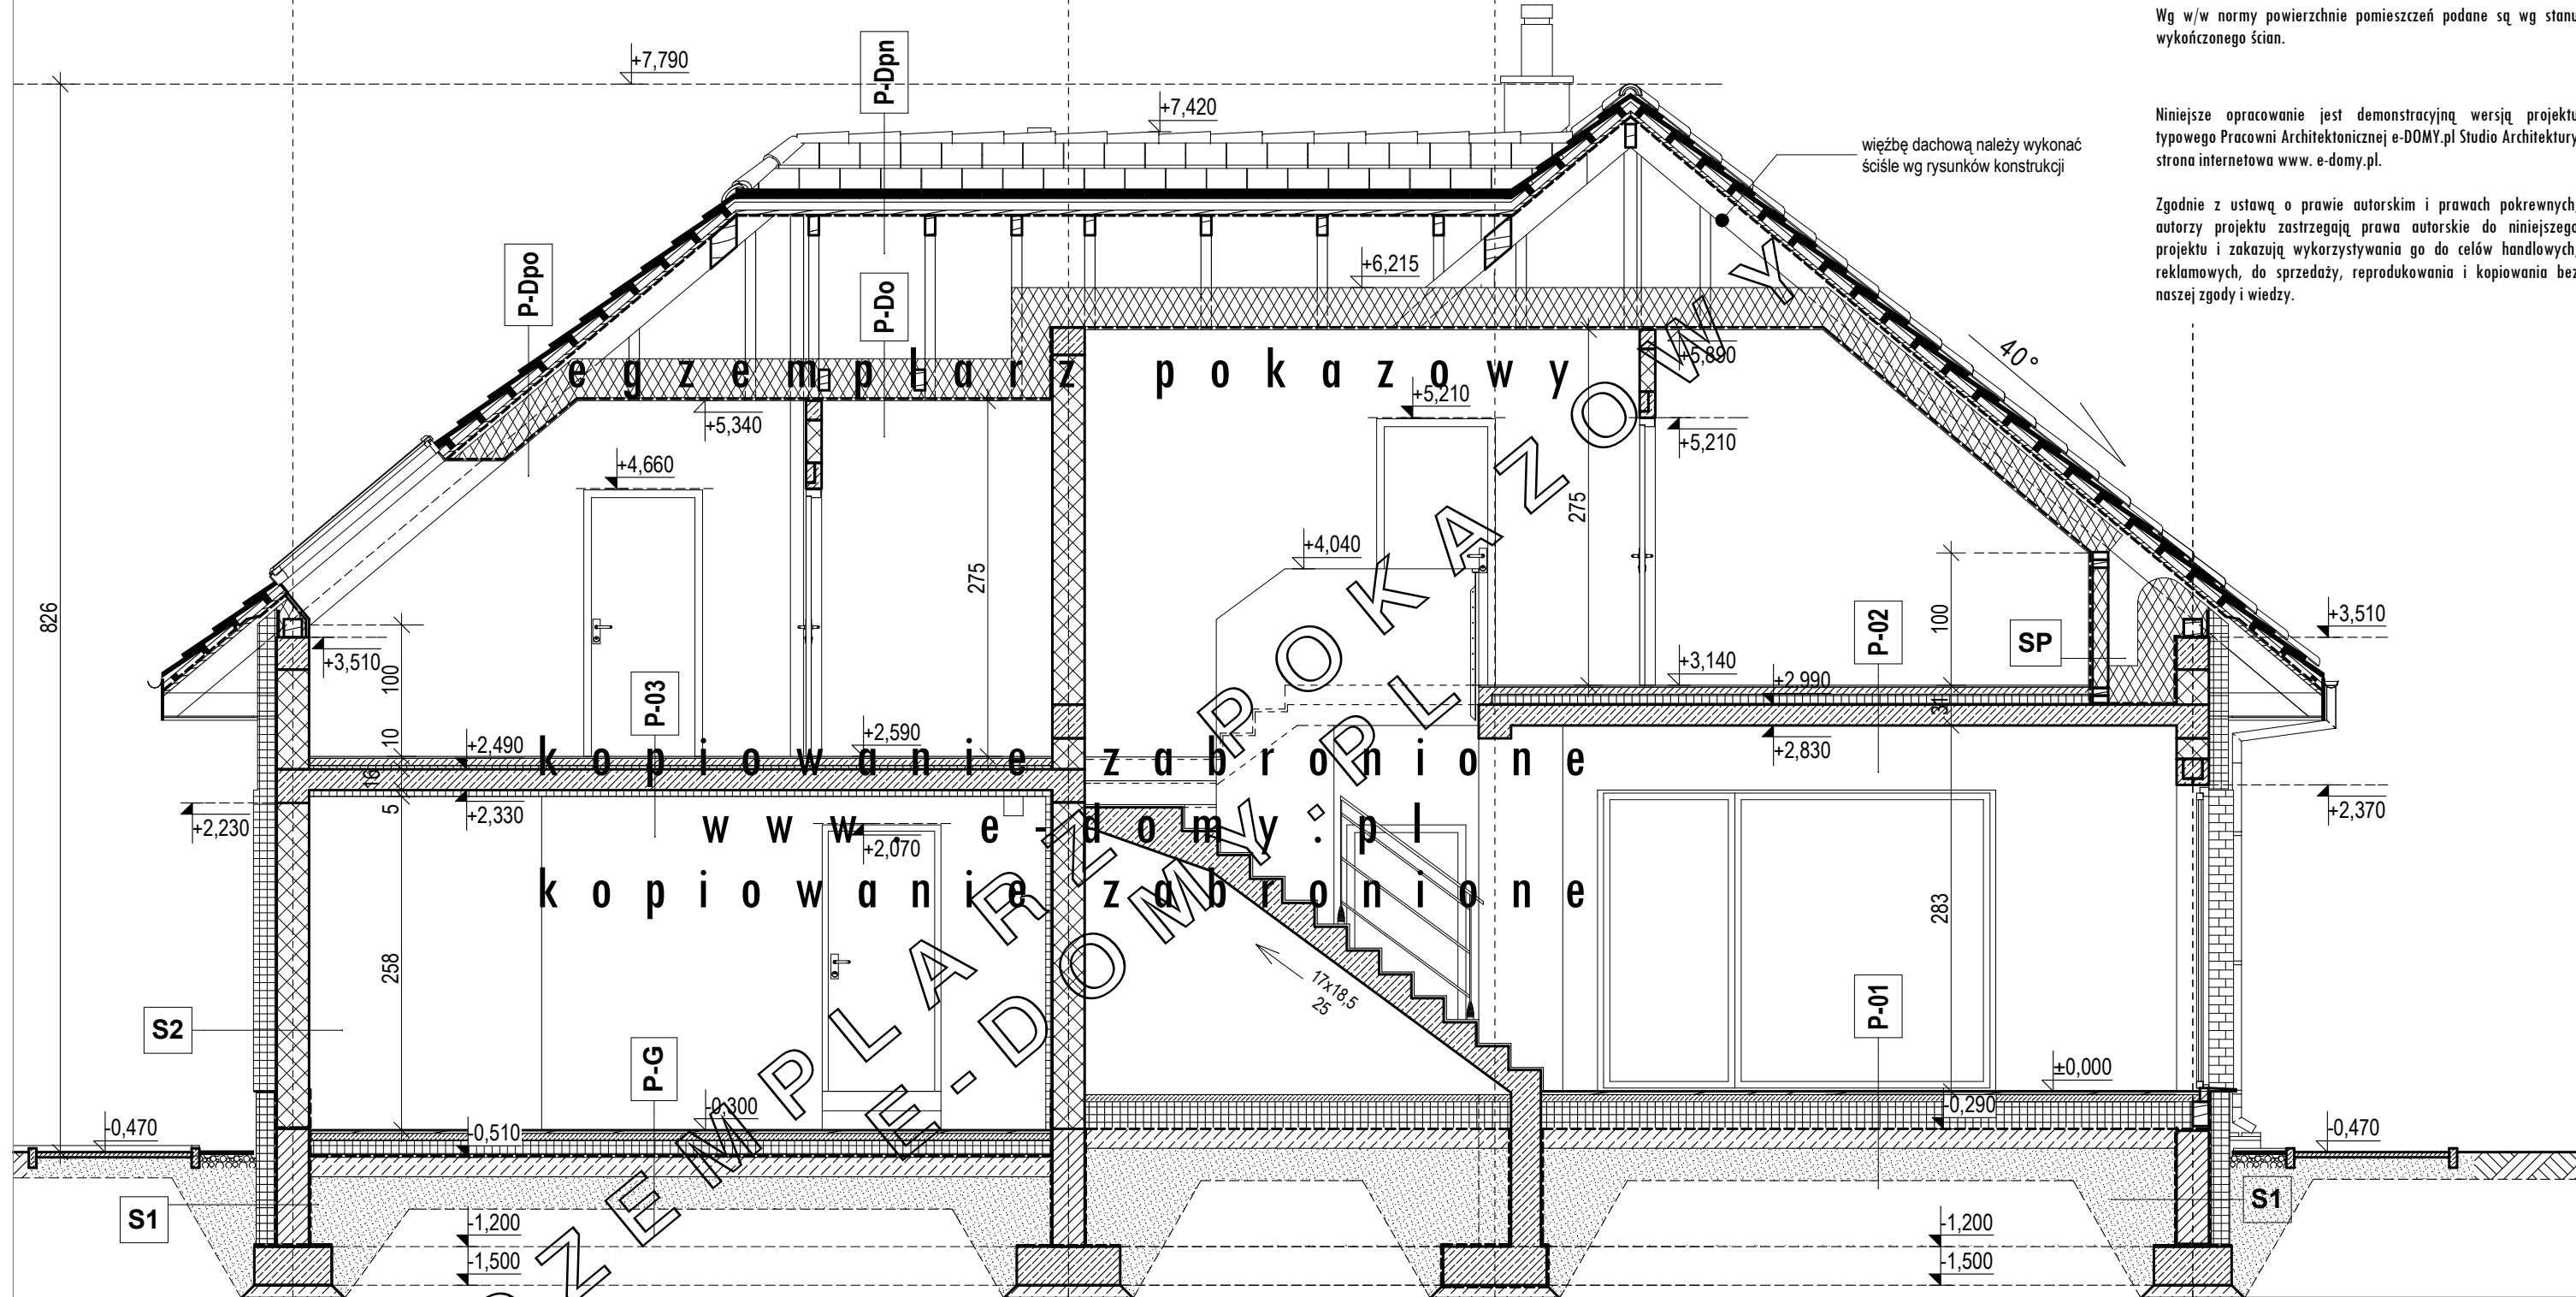 Wg w/w normy powierzchnie pomieszczeń podane są wg stanu
wykończonego ścian.
Niniejsze opracowanie jest demonstracyjną wersją projektu
typowego Pracowni Architektonicznej e-DOMY.pl Studio Architektury
strona internetowa www. e-domy.pl.
Zgodnie z ustawą o prawie autorskim i prawach pokrewnych,
autorzy projektu zastrzegają prawa autorskie do niniejszego
projektu i zakazują wykorzystywania go do celów handlowych,
reklamowych, do sprzedaży, reprodukowania i kopiowania bez
naszej zgody i wiedzy.
+7,790
P-Dpn
+7,420
więźbę dachową należy wykonać
ściśle wg rysunków konstrukcji
P-Dpo
P-Do
+6,215
40°
+5,890
egzemplarz pokazowy
+5,340
+5,210
+5,210
+4,660
275
275
+4,040
826
100
10
+3,510
P-03
+3,140
+2,990
P-02
100
31
SP
+3,510
+2,490
+2,590
kopiowanie zabronione
+2,830
16
5
+2,330
+2,230
+2,370
www.e-domy.pl
+2,070
kopiowanie zabronione
258
283
17x18,5
25
S2
P-G
P-01
±0,000
-0,300
-0,290
-0,470
-0,510
-0,470
S1
S1
-1,200
-1,500
-1,200
-1,500
EGZEMPLARZ POKAZOWY
E-DOMY.PL